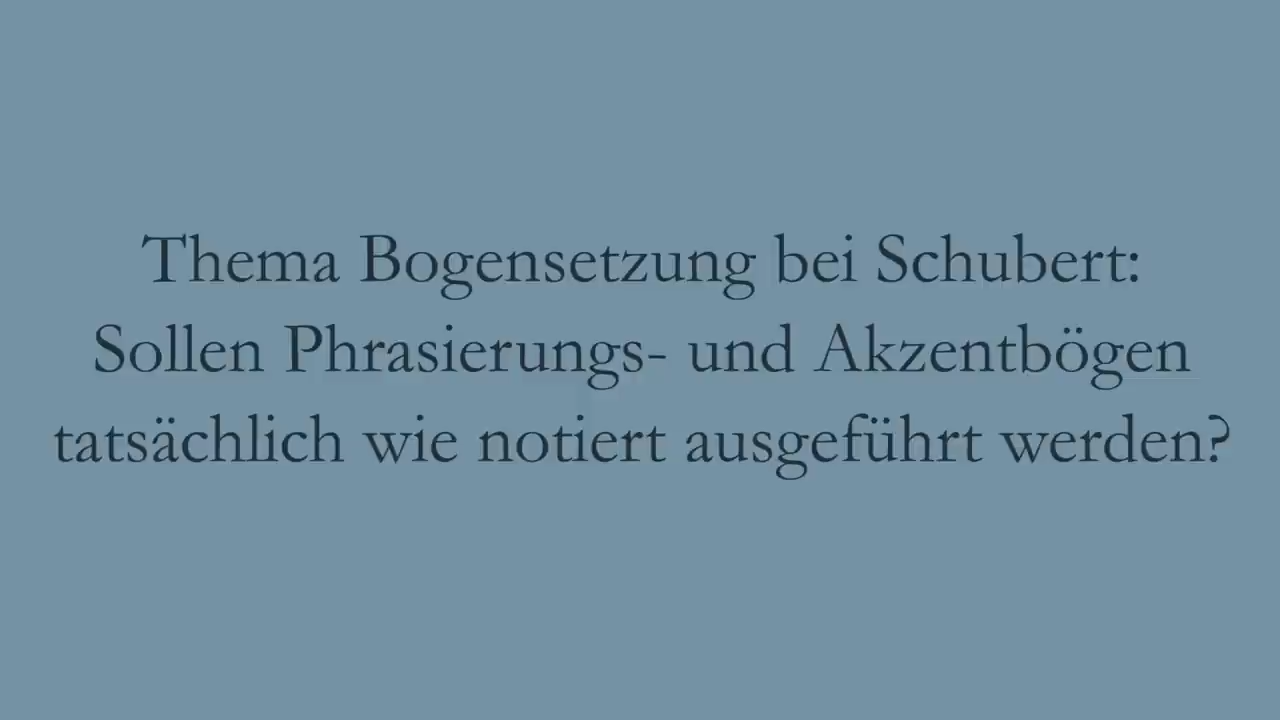 Thema Bogensetzung bei Schubert:
Sollen Phrasierungs- und Akzentbögen
tatsächlich wie notiert ausgeführt werden?